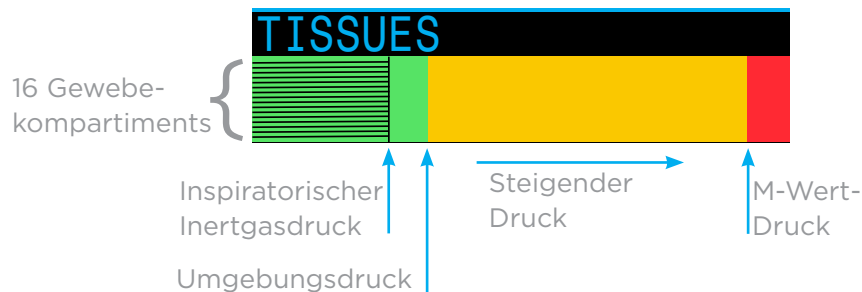 TISSUES
16 Gewebe-
kompartiments
Inspiratorischer
Inertgasdruck
Umgebungsdruck
Steigender
Druck
M-Wert-
Druck